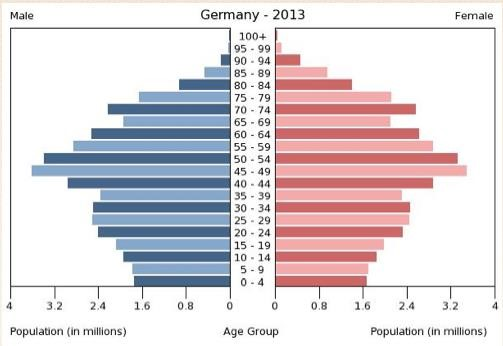 Male Germany - 2013 Female
100+
95 - 99
90 - 94
85 - 89
80 - 84
75 - 79
70 - 74
65 - 69
60 - 64
55 - 59
50 - 54
45 - 49
40 - 44
35 - 39
30 - 34
25 - 29
20 - 24
15 - 19
10 - 14
5 - 9
0 - 4
4 3.2 2.4 1.6 0.8 0 0 0.8 1.6 2.4 3.2 4
Population (in millions) Age Group Population (in millions)